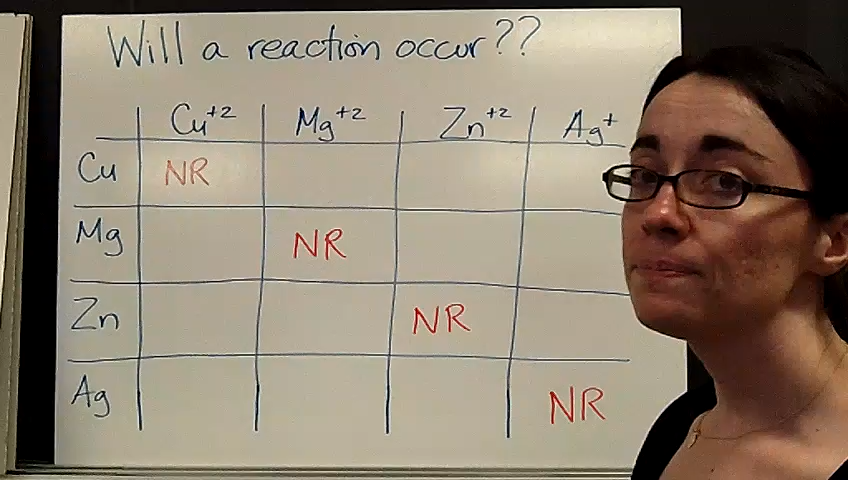 Will a reaction occur??
Cu+2 Mg+2 Zn+2 Ag+
Cu NR
Mg NR
Zn NR
Ag NR